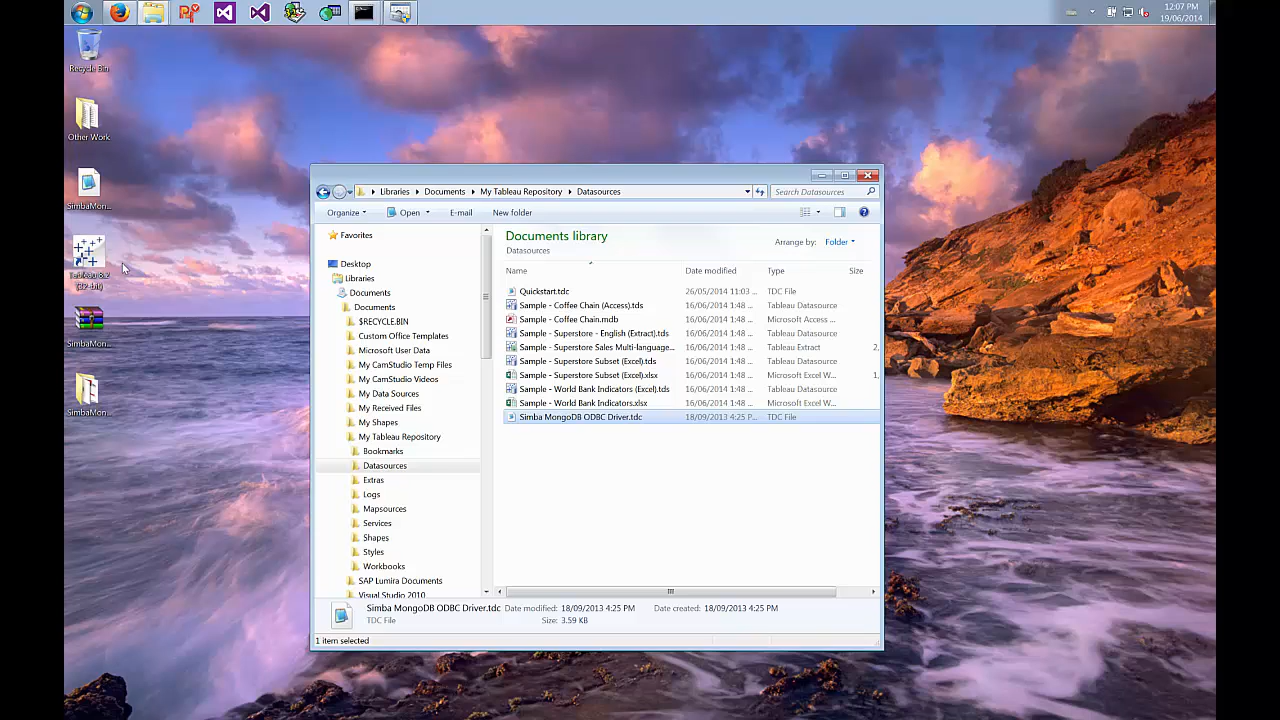 12:07 PM
19/06/2014
Recycle Bin
Other Work
SimbaMon...
Tableau 8.2
(32-bit)
SimbaMon...
SimbaMon...
Libraries
Documents
My Tableau Repository
Datasources
Search Datasources
Organize
Open
E-mail
New folder
Favorites
Desktop
Libraries
Documents
Documents
$RECYCLE.BIN
Custom Office Templates
Microsoft User Data
My CamStudio Temp Files
My CamStudio Videos
My Data Sources
My Received Files
My Shapes
My Tableau Repository
Bookmarks
Datasources
Extras
Logs
Mapsources
Services
Shapes
Styles
Workbooks
SAP Lumira Documents
Visual Studio 2010
Documents library
Datasources
Arrange by: Folder
Name Date modified Type Size
Quickstart.tdc 26/05/2014 11:03 ... TDC File
Sample - Coffee Chain (Access).tds 16/06/2014 1:48 ... Tableau Datasource
Sample - Coffee Chain.mdb 16/06/2014 1:48 ... Microsoft Access ...
Sample - Superstore - English (Extract).tds 16/06/2014 1:48 ... Tableau Datasource
Sample - Superstore Sales Multi-language... 16/06/2014 1:48 ... Tableau Extract 2,
Sample - Superstore Subset (Excel).tds 16/06/2014 1:48 ... Tableau Datasource
Sample - Superstore Subset (Excel).xlsx 16/06/2014 1:48 ... Microsoft Excel W... 1,
Sample - World Bank Indicators (Excel).tds 16/06/2014 1:48 ... Tableau Datasource
Sample - World Bank Indicators.xlsx 16/06/2014 1:48 ... Microsoft Excel W...
Simba MongoDB ODBC Driver.tdc 18/09/2013 4:25 P... TDC File
Simba MongoDB ODBC Driver.tdc Date modified: 18/09/2013 4:25 PM Date created: 18/09/2013 4:25 PM
TDC File Size: 3.59 KB
1 item selected